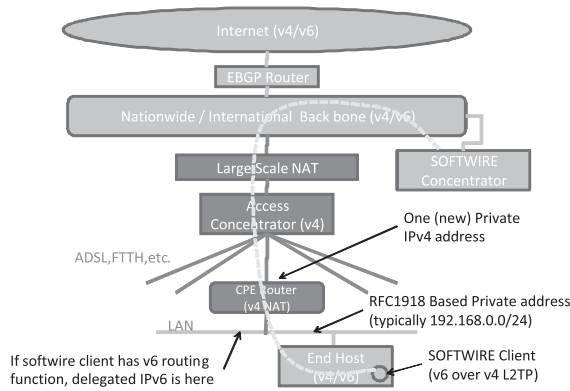 Internet (v4/v6)
EBGP Router
Nationwide / International Back bone (v4/v6)
SOFTWIRE
Concentrator
Large Scale NAT
Access
Concentrator (v4)
One (new) Private
IPv4 address
ADSL,FTTH,etc.
CPE Router
(v4 NAT)
RFC1918 Based Private address
(typically 192.168.0.0/24)
LAN
If softwire client has v6 routing
function, delegated IPv6 is here
End Host
(v4/v6)
SOFTWIRE Client
(v6 over v4 L2TP)